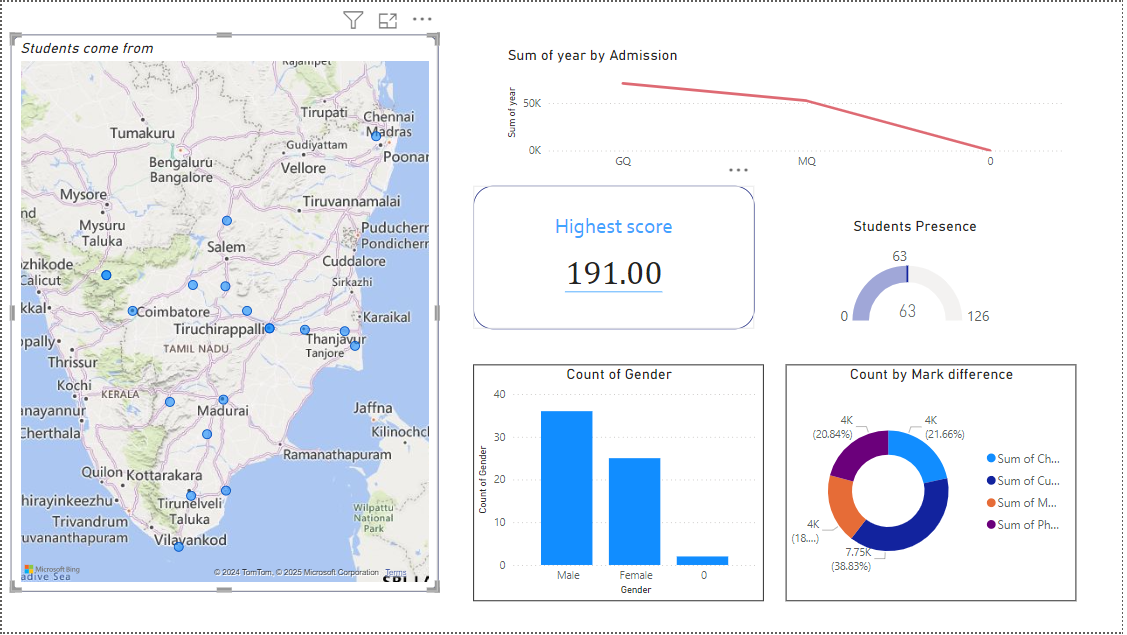 Students come from
Rajampet
Tirupati
Chennai
Madras
Tumakuru
Gudiyattam
Poonar
Bengaluru
Bangalore
Vellore
Mysore
Tiruvannamalai
nd
Mysuru
Taluka
Puducherr
Pondicherr
Salem
Cuddalore
ozhikode
Calicut
Sirkazhi
kkal
Coimbatore
Karaikal
Tiruchirappalli
Thanjavur
Tanjore
ppally
TAMIL NADU
Thrissur
Kochi
KERALA
anayannur
Madurai
Jaffna
Cherthala
Kilinochch
Ramanathapuram
Quilon
Kottarakara
hirayinkeezhu
Tirunelveli
Taluka
Wilpattu
National
Park
Trivandrum
uvananthapuram
Vilavankod
Microsoft Bing
adive Sea
© 2024 TomTom, © 2025 Microsoft Corporation Terms
Sum of year by Admission
Sum of year
50K
0K
GQ MQ 0
Highest score
191.00
Students Presence
63
0 63 126
Count of Gender
Count of Gender
40
30
20
10
0
Male Female 0
Gender
Count by Mark difference
4K
(20.84%)
4K
(21.66%)
4K
(18....)
7.75K
(38.83%)
Sum of Ch...
Sum of Cu...
Sum of M...
Sum of Ph...